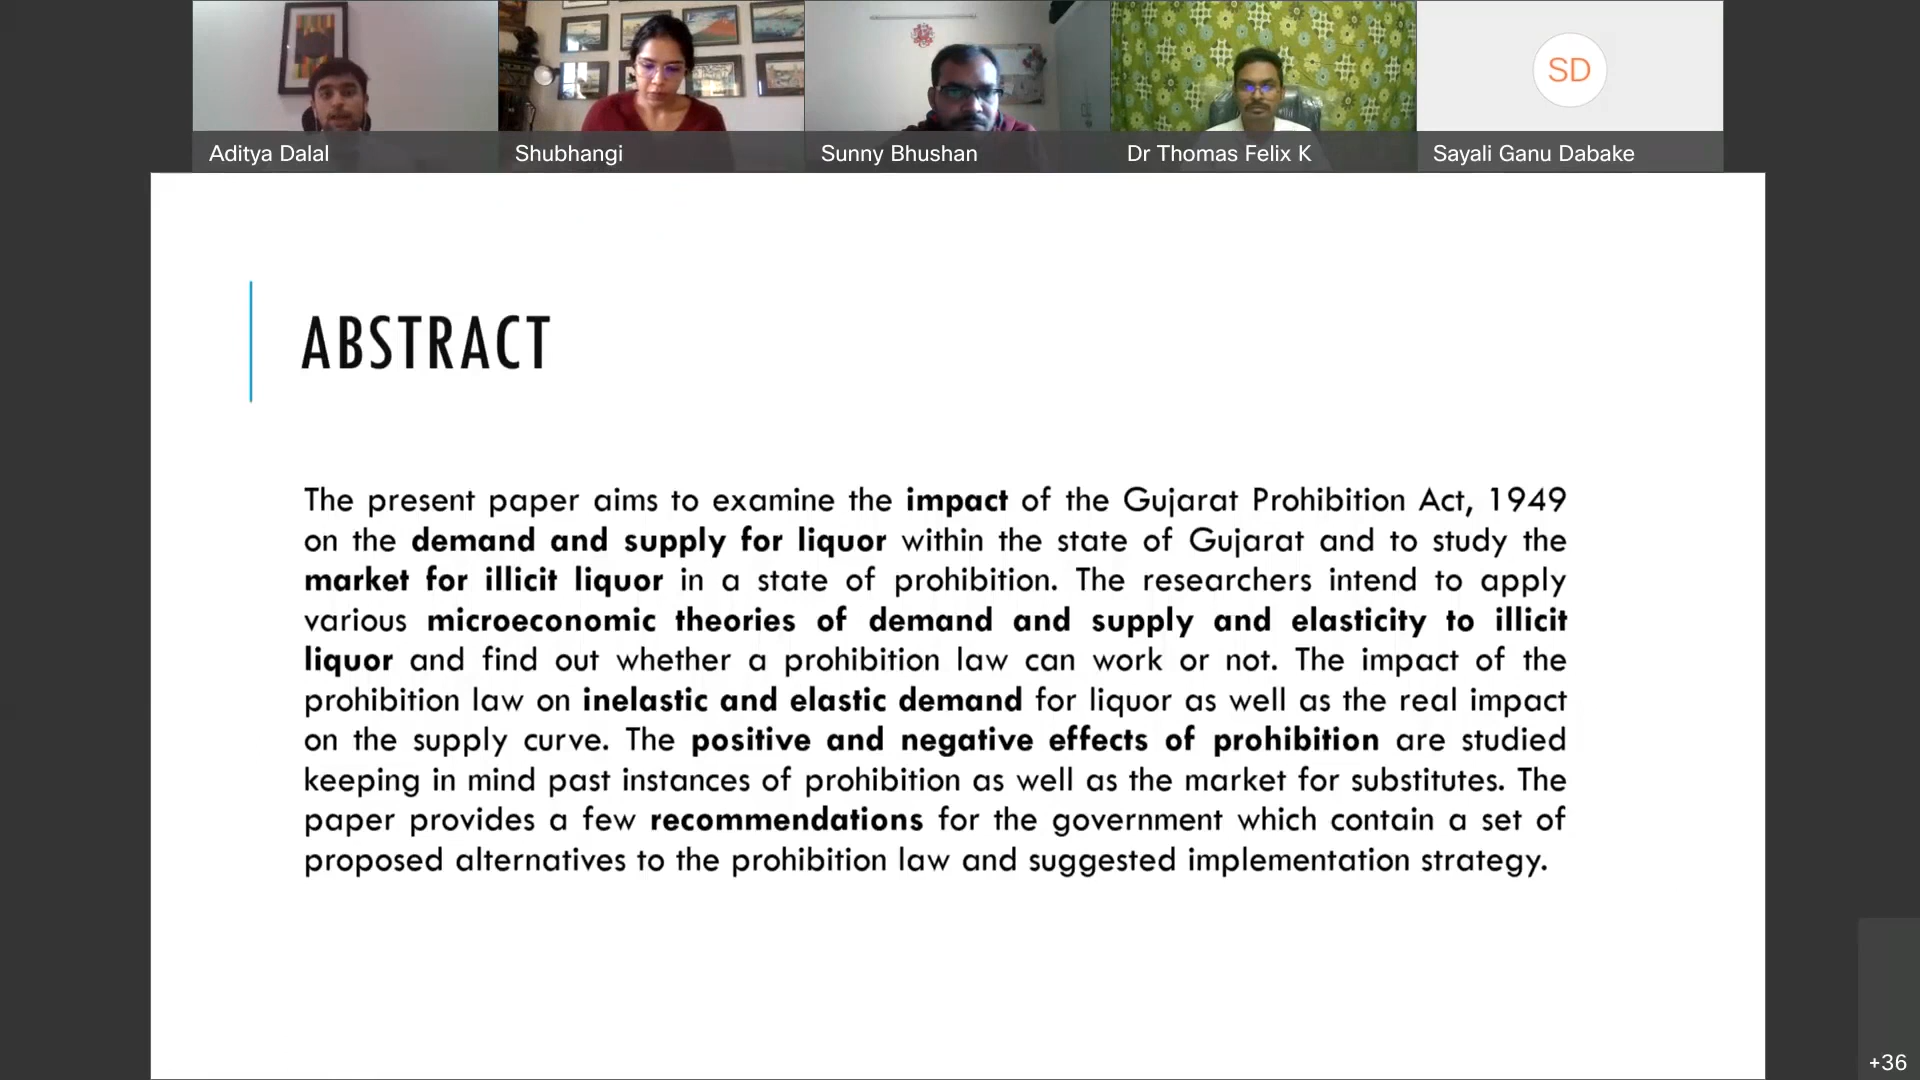 Aditya Dalal
Shubhangi
Sunny Bhushan
Dr Thomas Felix K
SD
Sayali Ganu Dabake
ABSTRACT
The present paper aims to examine the impact of the Gujarat Prohibition Act, 1949
on the demand and supply for liquor within the state of Gujarat and to study the
market for illicit liquor in a state of prohibition. The researchers intend to apply
various microeconomic theories of demand and supply and elasticity to illicit
liquor and find out whether a prohibition law can work or not. The impact of the
prohibition law on inelastic and elastic demand for liquor as well as the real impact
on the supply curve. The positive and negative effects of prohibition are studied
keeping in mind past instances of prohibition as well as the market for substitutes. The
paper provides a few recommendations for the government which contain a set of
proposed alternatives to the prohibition law and suggested implementation strategy.
+36